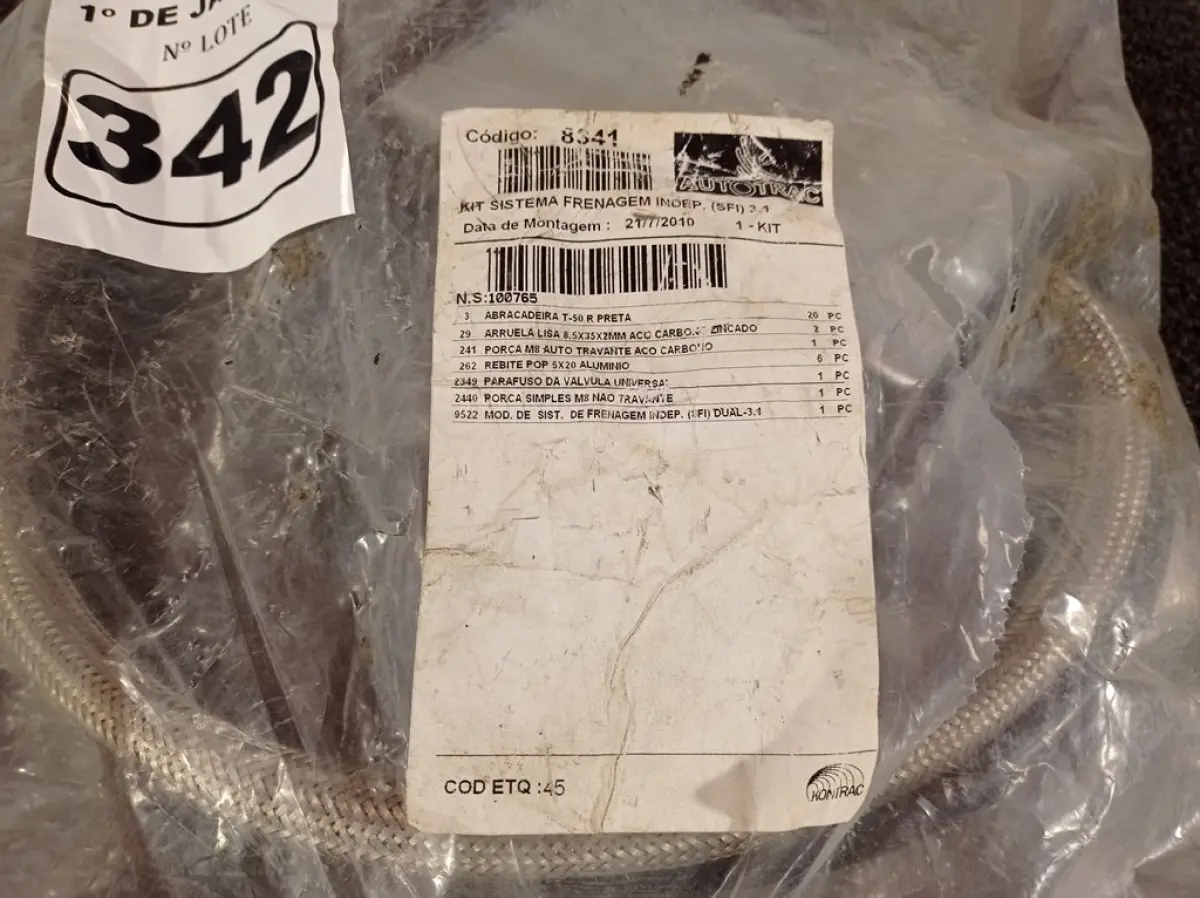 1º DE JA
Nº LOTE
342
Código: 8341
AUTOTRAC
KIT SISTEMA FRENAGEM INDEP. (SFI) 3.1
Data de Montagem : 21/7/2010 1 - KIT
N.S:100765
3 ABRACADEIRA T-50 R PRETA 20 PC
29 ARRUELA LISA 8.5X35X2MM ACO CARBO ZINCADO 2 PC
241 PORCA M8 AUTO TRAVANTE ACO CARBONO 1 PC
262 REBITE POP 5X20 ALUMINIO 6 PC
2349 PARAFUSO DA VALVULA UNIVERSAL 1 PC
2440 PORCA SIMPLES M8 NAO TRAVANTE 1 PC
9522 MOD. DE SIST. DE FRENAGEM INDEP. (SFI) DUAL-3.1 1 PC
COD ETQ :45
KONTRAC